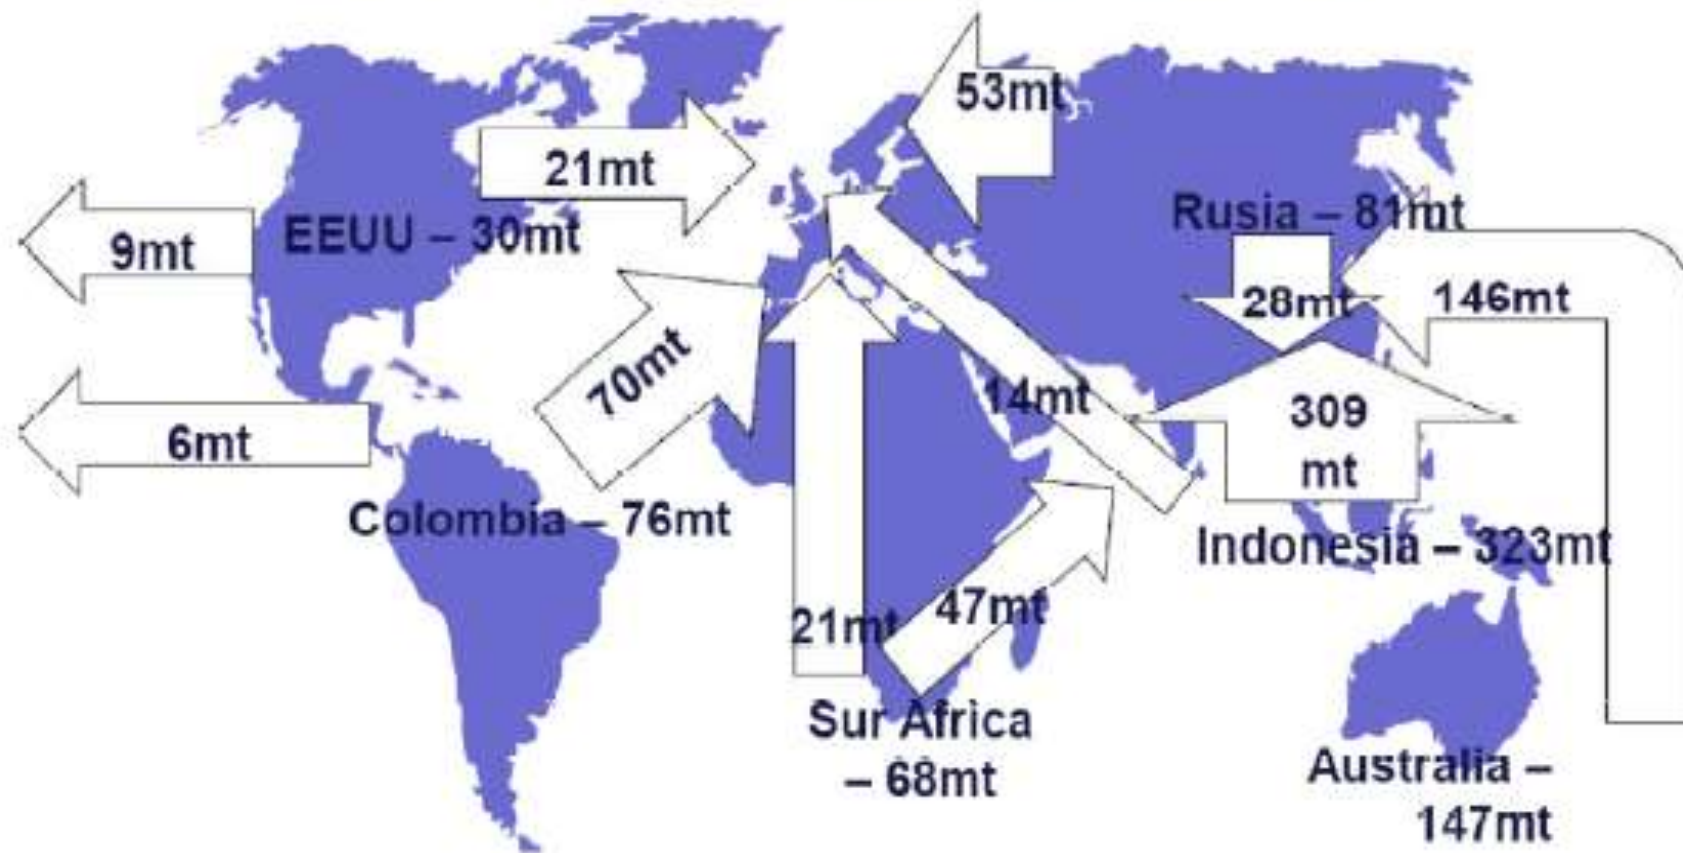 53mt
21mt
Rusia – 81mt
EEUU – 30mt
9mt
28mt
146mt
70mt
14mt
309
mt
6mt
Colombia – 76mt
Indonesia – 323mt
21mt
47mt
Sur Africa
– 68mt
Australia –
147mt